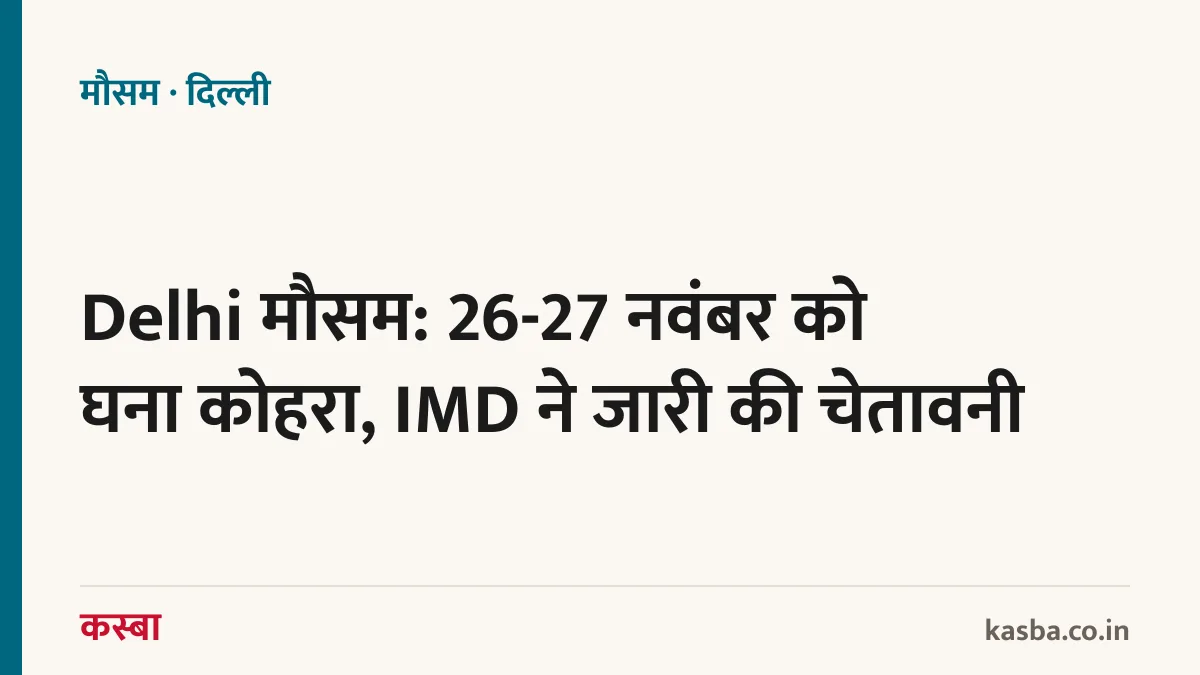 मौसम · दिल्ली
Delhi मौसम: 26-27 नवंबर को
घना कोहरा, IMD ने जारी की चेतावनी
कस्बा
kasba.co.in